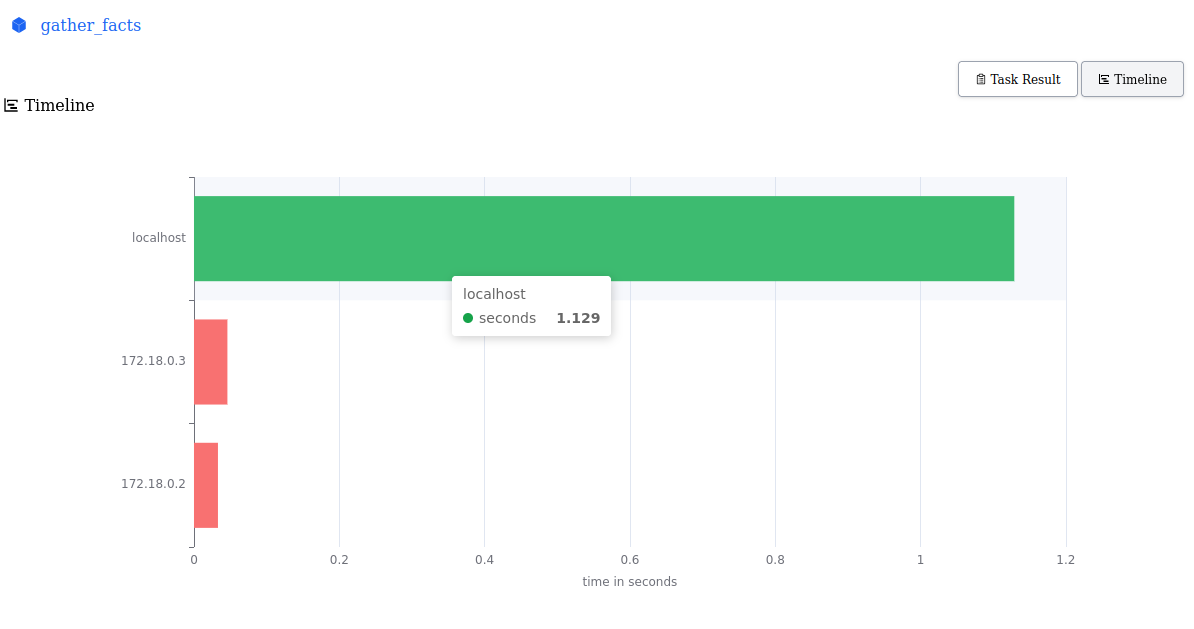 gather_facts
Task Result
Timeline
Timeline
localhost
localhost
seconds 1.129
172.18.0.3
172.18.0.2
0 0.2 0.4 0.6 0.8 1 1.2
time in seconds